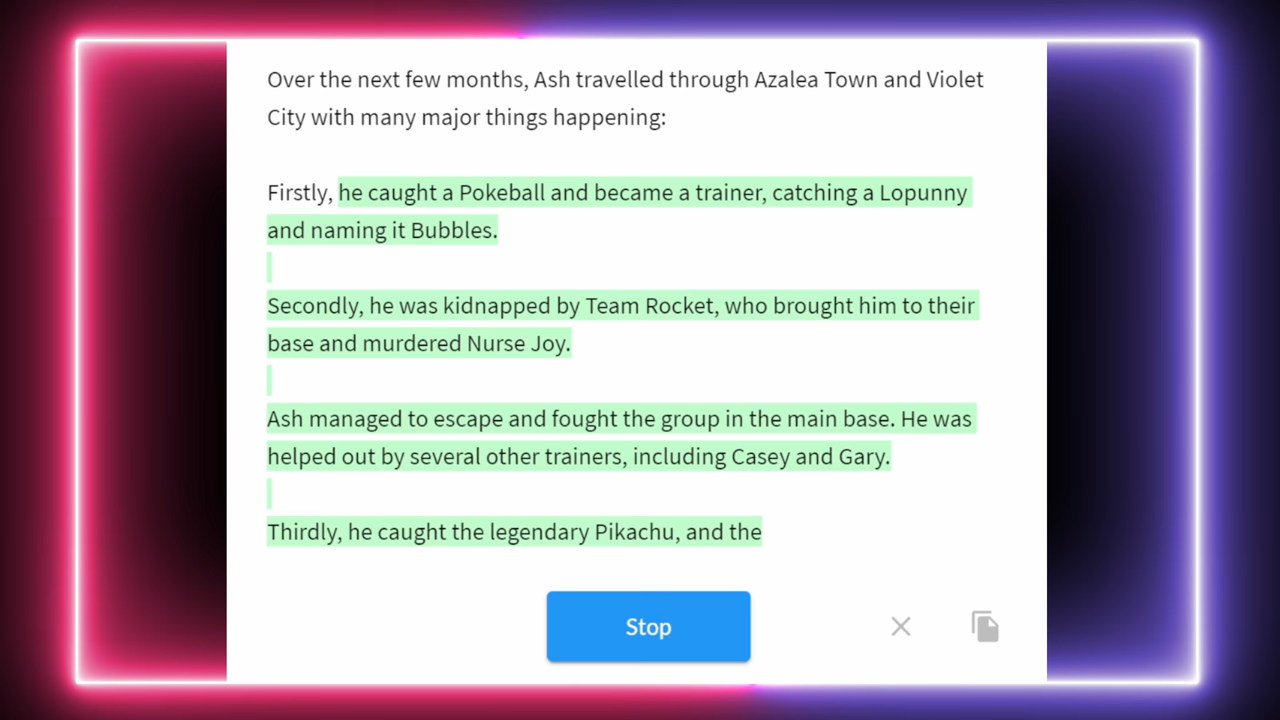 Over the next few months, Ash travelled through Azalea Town and Violet
City with many major things happening:
Firstly, he caught a Pokeball and became a trainer, catching a Lopunny
and naming it Bubbles.
Secondly, he was kidnapped by Team Rocket, who brought him to their
base and murdered Nurse Joy.
Ash managed to escape and fought the group in the main base. He was
helped out by several other trainers, including Casey and Gary.
Thirdly, he caught the legendary Pikachu, and the
Stop